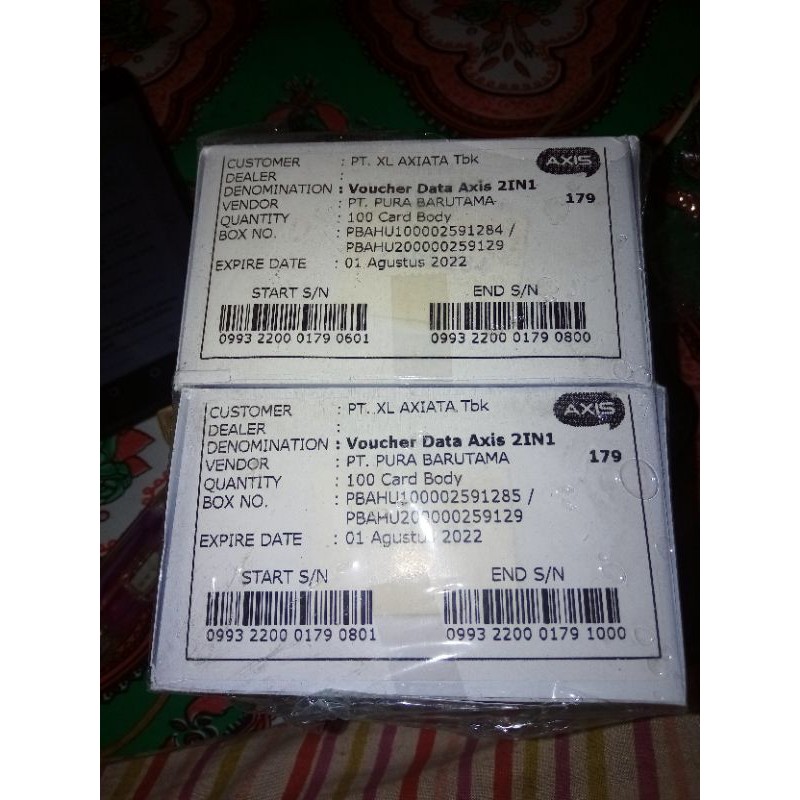 CUSTOMER : PT. XL AXIATA Tbk AXIS
DEALER :
DENOMINATION : Voucher Data Axis 2IN1
VENDOR : PT. PURA BARUTAMA 179
QUANTITY : 100 Card Body
BOX NO. : PBAHU100002591284 /
PBAHU200000259129
EXPIRE DATE : 01 Agustus 2022
START S/N END S/N
0993 2200 0179 0601 0993 2200 0179 0800
CUSTOMER : PT. XL AXIATA Tbk AXIS
DEALER :
DENOMINATION : Voucher Data Axis 2IN1
VENDOR : PT. PURA BARUTAMA 179
QUANTITY : 100 Card Body
BOX NO. : PBAHU100002591285 /
PBAHU200000259129
EXPIRE DATE : 01 Agustus 2022
START S/N END S/N
0993 2200 0179 0801 0993 2200 0179 1000